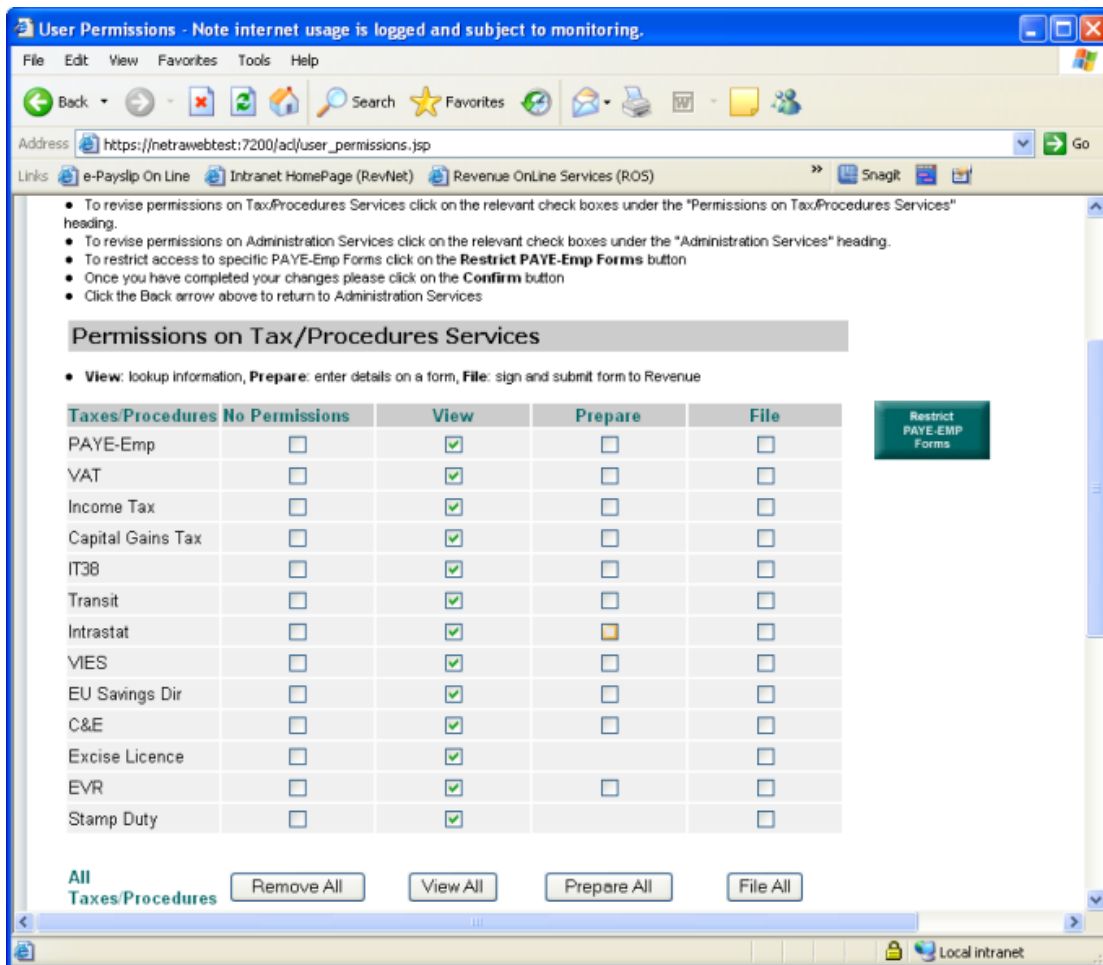 User Permissions - Note internet usage is logged and subject to monitoring.
File Edit View Favorites Tools Help
Back Search Favorites
Address https://netrawebtest:7200/acl/user_permissions.jsp Go
Links e-Payslip On Line Intranet HomePage (RevNet) Revenue OnLine Services (ROS) » SnagIt
• To revise permissions on Tax/Procedures Services click on the relevant check boxes under the "Permissions on Tax/Procedures Services"
heading.
• To revise permissions on Administration Services click on the relevant check boxes under the "Administration Services" heading.
• To restrict access to specific PAYE-Emp Forms click on the Restrict PAYE-Emp Forms button
• Once you have completed your changes please click on the Confirm button
• Click the Back arrow above to return to Administration Services
Permissions on Tax/Procedures Services
• View: lookup information, Prepare: enter details on a form, File: sign and submit form to Revenue
Taxes/Procedures No Permissions View Prepare File
Restrict
PAYE-EMP
Forms
PAYE-Emp
VAT
Income Tax
Capital Gains Tax
IT38
Transit
Intrastat
VIES
EU Savings Dir
C&E
Excise Licence
EVR
Stamp Duty
All
Taxes/Procedures
Remove All View All Prepare All File All
Local intranet